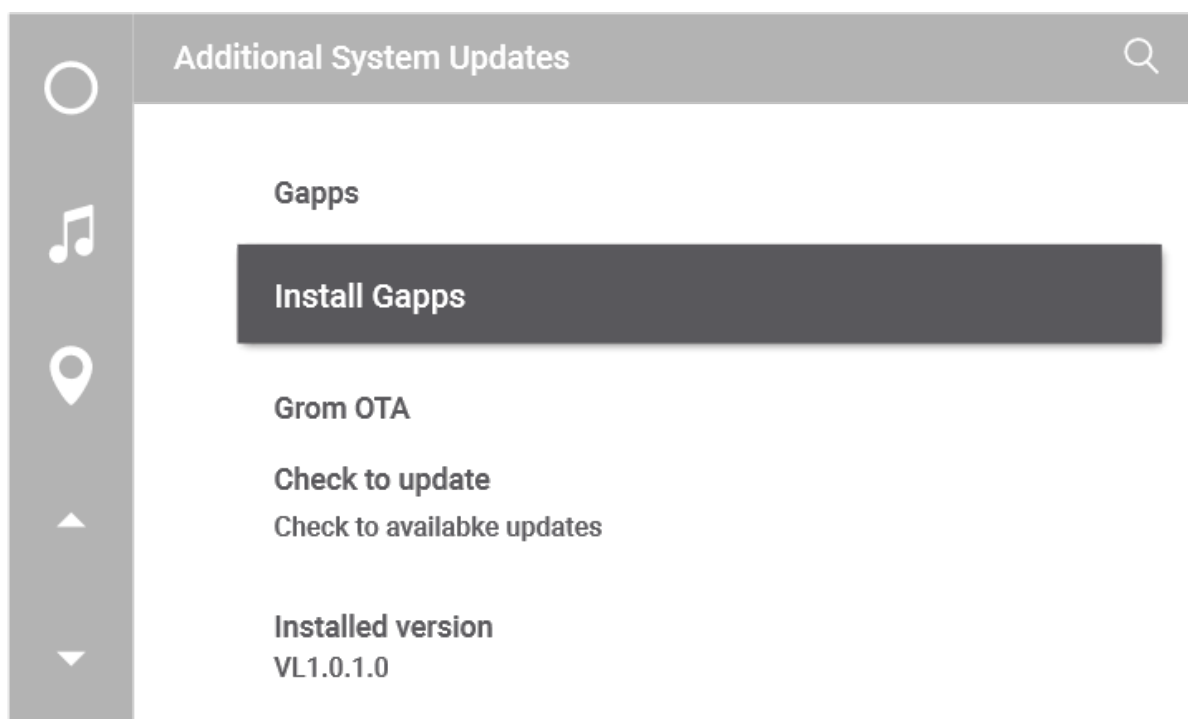 Additional System Updates
Gapps
Install Gapps
Grom OTA
Check to update
Check to availabke updates
Installed version
VL1.0.1.0